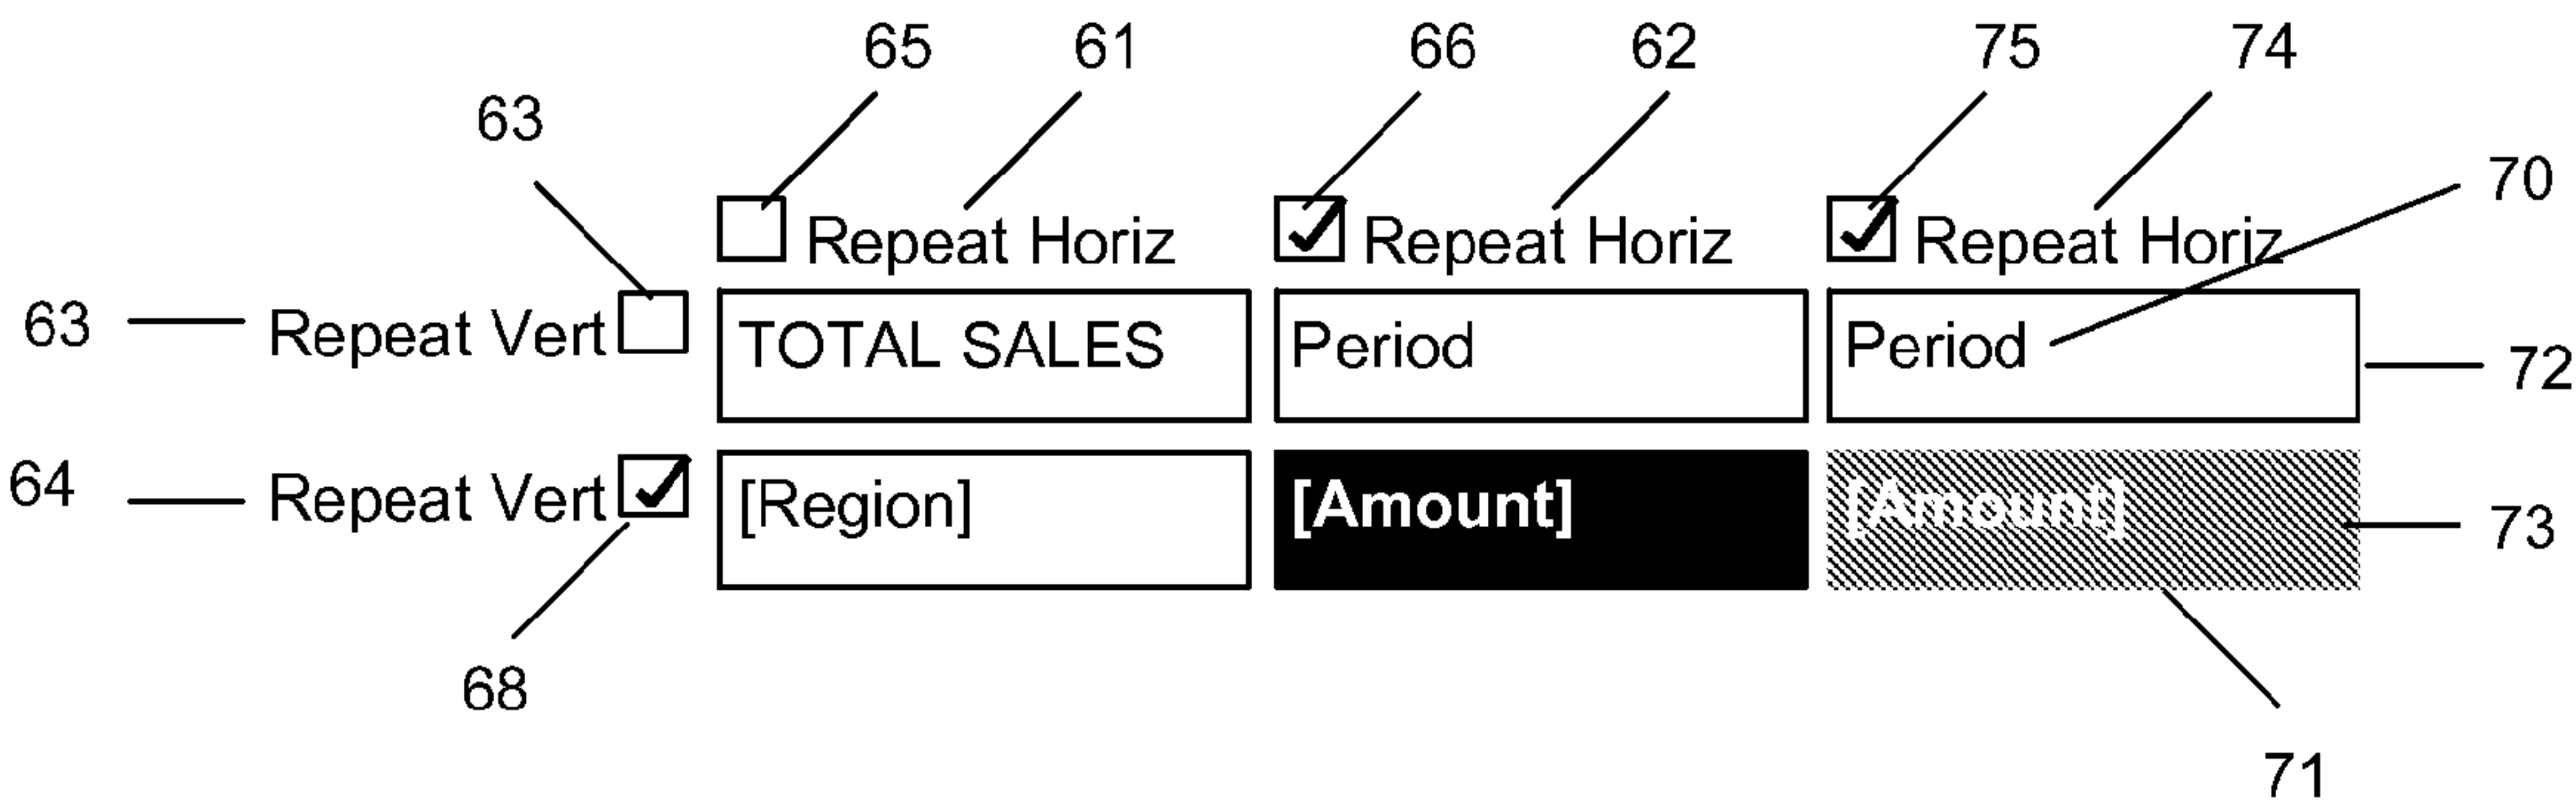 65 61 66 62 75 74
63
70
Repeat Horiz Repeat Horiz Repeat Horiz
63 Repeat Vert TOTAL SALES Period Period
72
64 Repeat Vert [Region] [Amount] [Amount]
73
68
71